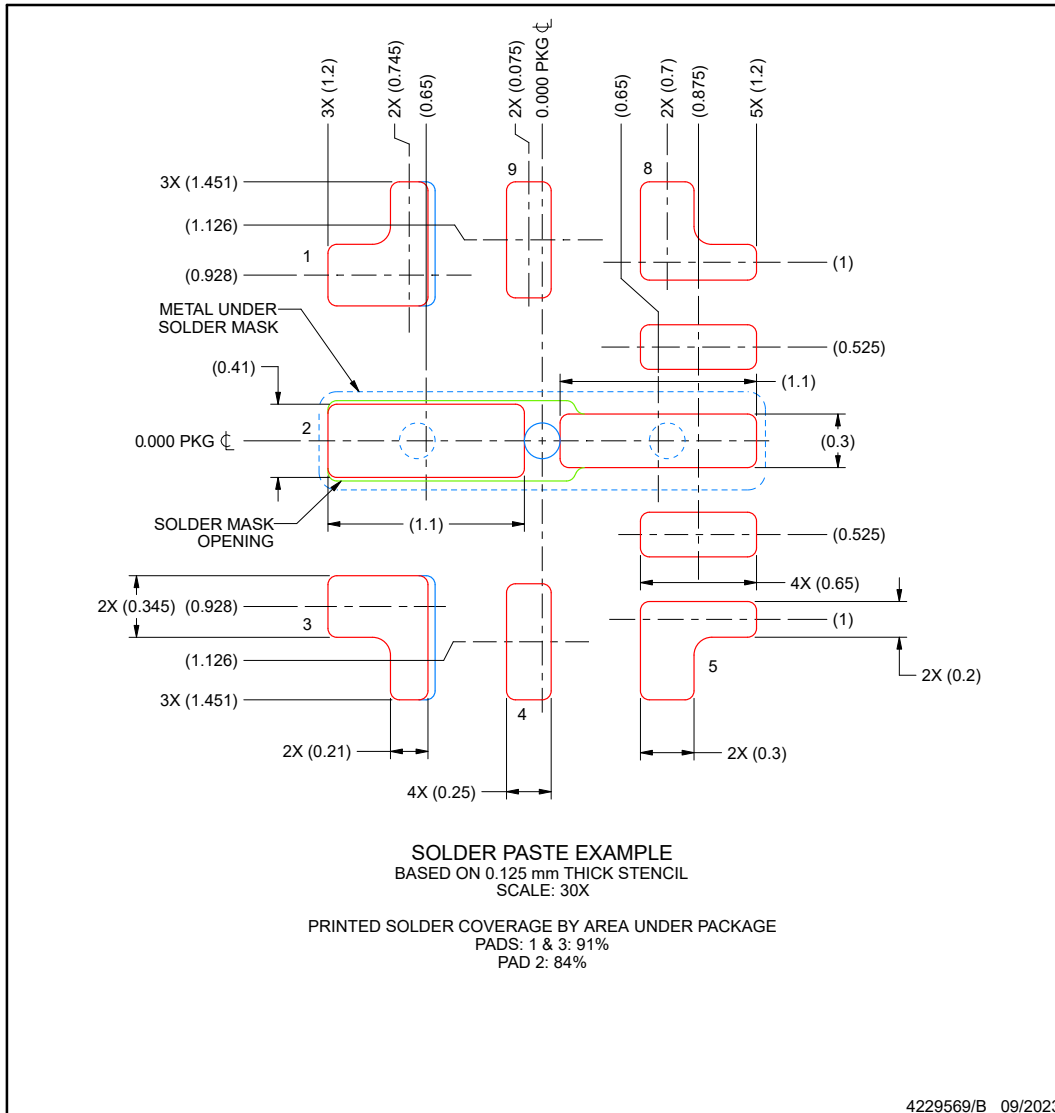 3X (1.2)
2X (0.745)
(0.65)
2X (0.075)
0.000 PKG ℄
(0.65)
2X (0.7)
(0.875)
5X (1.2)
9
8
3X (1.451)
(1.126)
1
(0.928)
(1)
METAL UNDER
SOLDER MASK
(0.525)
(0.41)
(1.1)
2
0.000 PKG ℄
(0.3)
SOLDER MASK
OPENING
(1.1)
(0.525)
4X (0.65)
2X (0.345)
(0.928)
3
(1)
(1.126)
5
2X (0.2)
3X (1.451)
4
2X (0.21)
2X (0.3)
4X (0.25)
SOLDER PASTE EXAMPLE
BASED ON 0.125 mm THICK STENCIL
SCALE: 30X
PRINTED SOLDER COVERAGE BY AREA UNDER PACKAGE
PADS: 1 & 3: 91%
PAD 2: 84%
4229569/B 09/2023